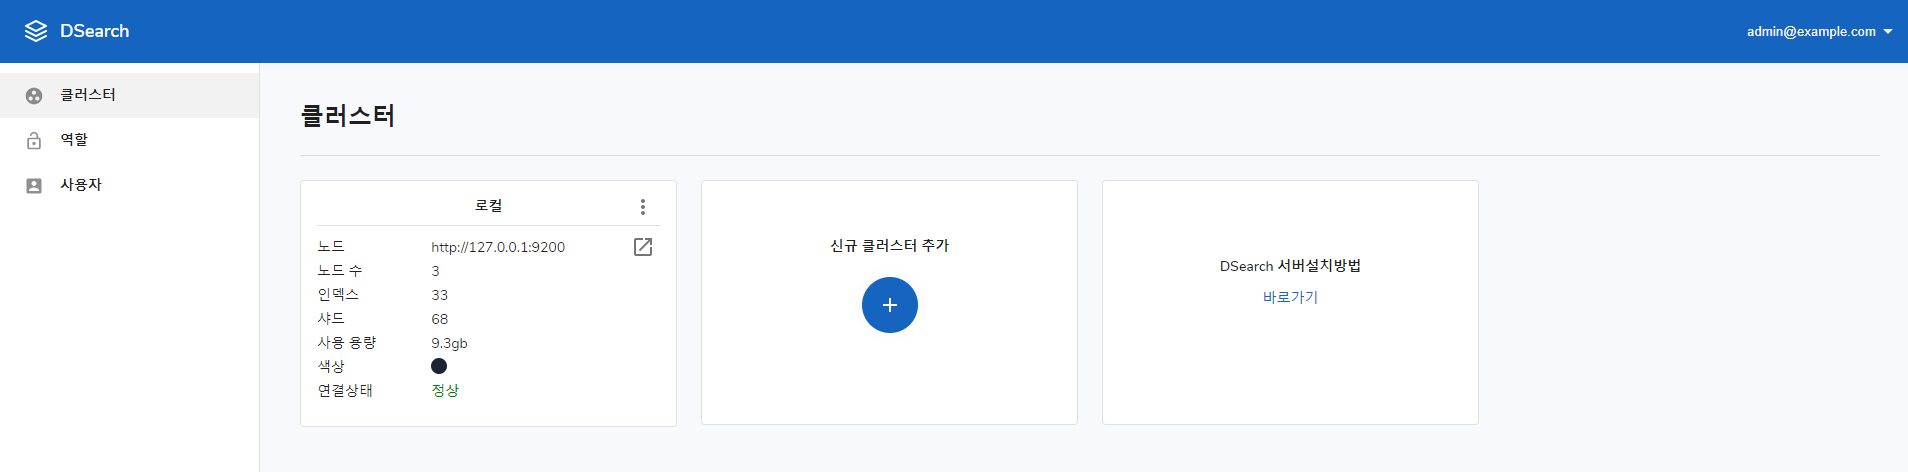 DSearch
admin@example.com
클러스터
역할
사용자
클러스터
로컬
노드 http://127.0.0.1:9200
노드 수 3
인덱스 33
샤드 68
사용 용량 9.3gb
색상
연결상태 정상
신규 클러스터 추가
DSearch 서버설치방법
바로가기